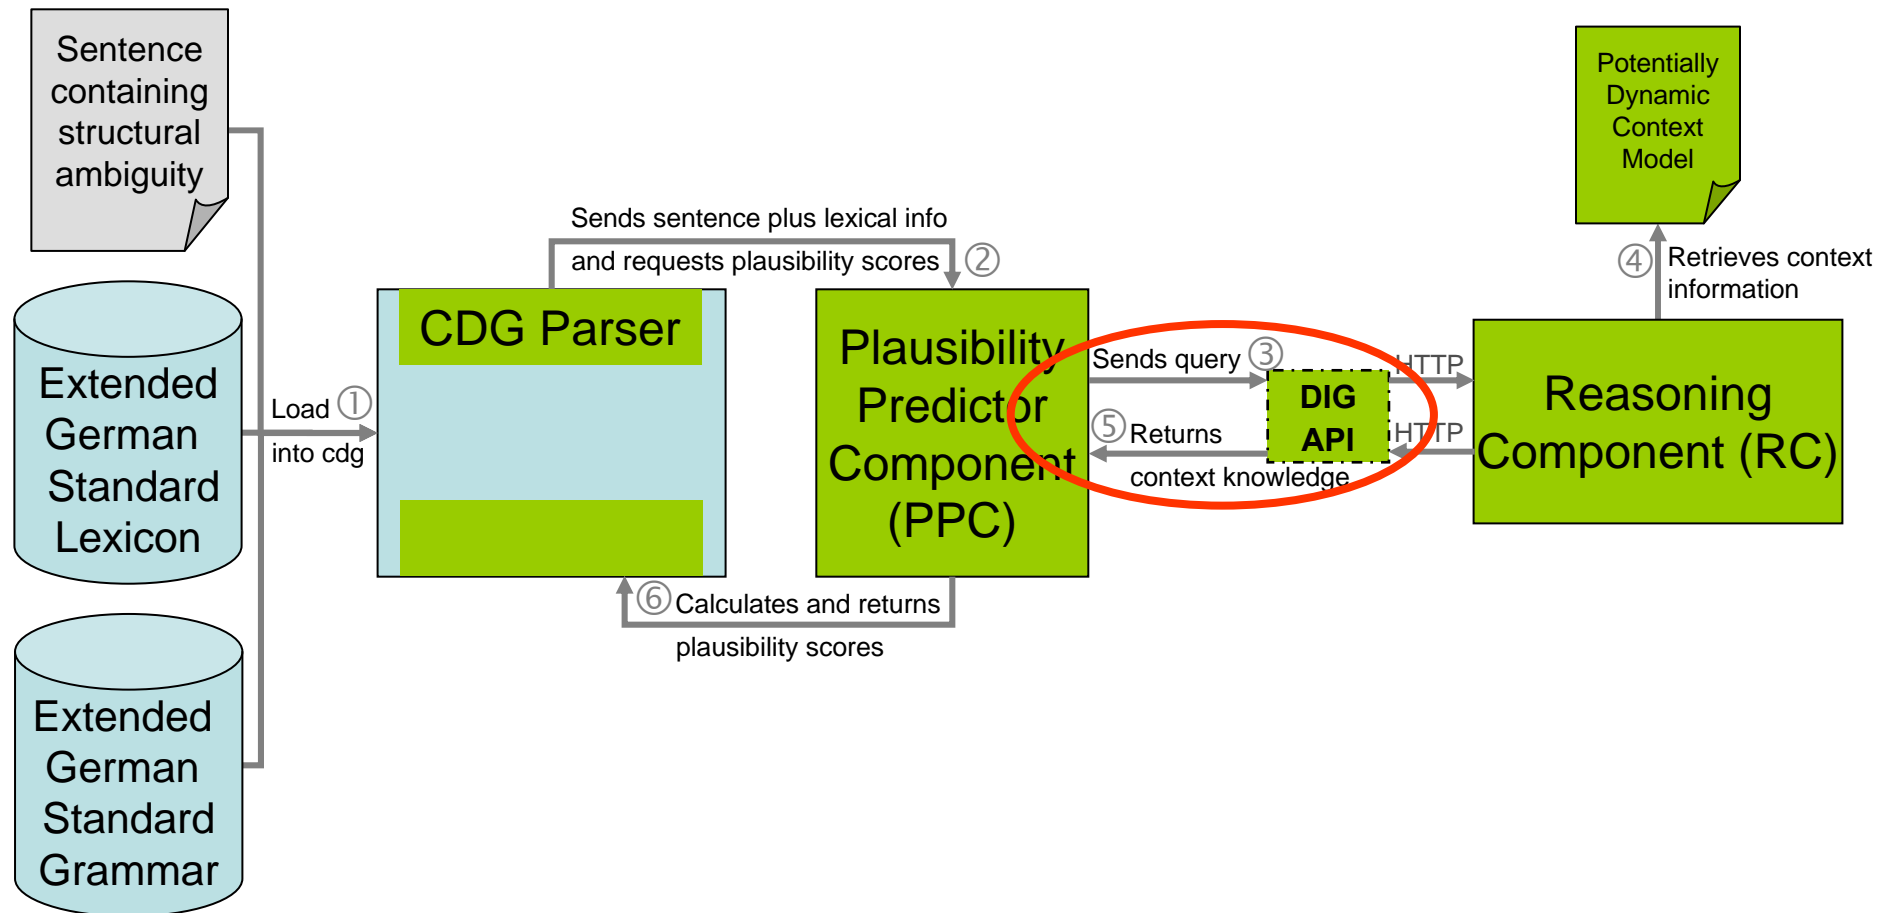 Sentence
containing
structural
ambiguity
Extended
German
Standard
Lexicon
Extended
German
Standard
Grammar
Load ①
into cdg
CDG Parser
Sends sentence plus lexical info
and requests plausibility scores ②
Plausibility
Predictor
Component
(PPC)
Sends query ③
DIG
API
HTTP
HTTP
⑤ Returns
context knowledge
Reasoning
Component (RC)
④ Retrieves context
information
Potentially
Dynamic
Context
Model
⑥ Calculates and returns
plausibility scores